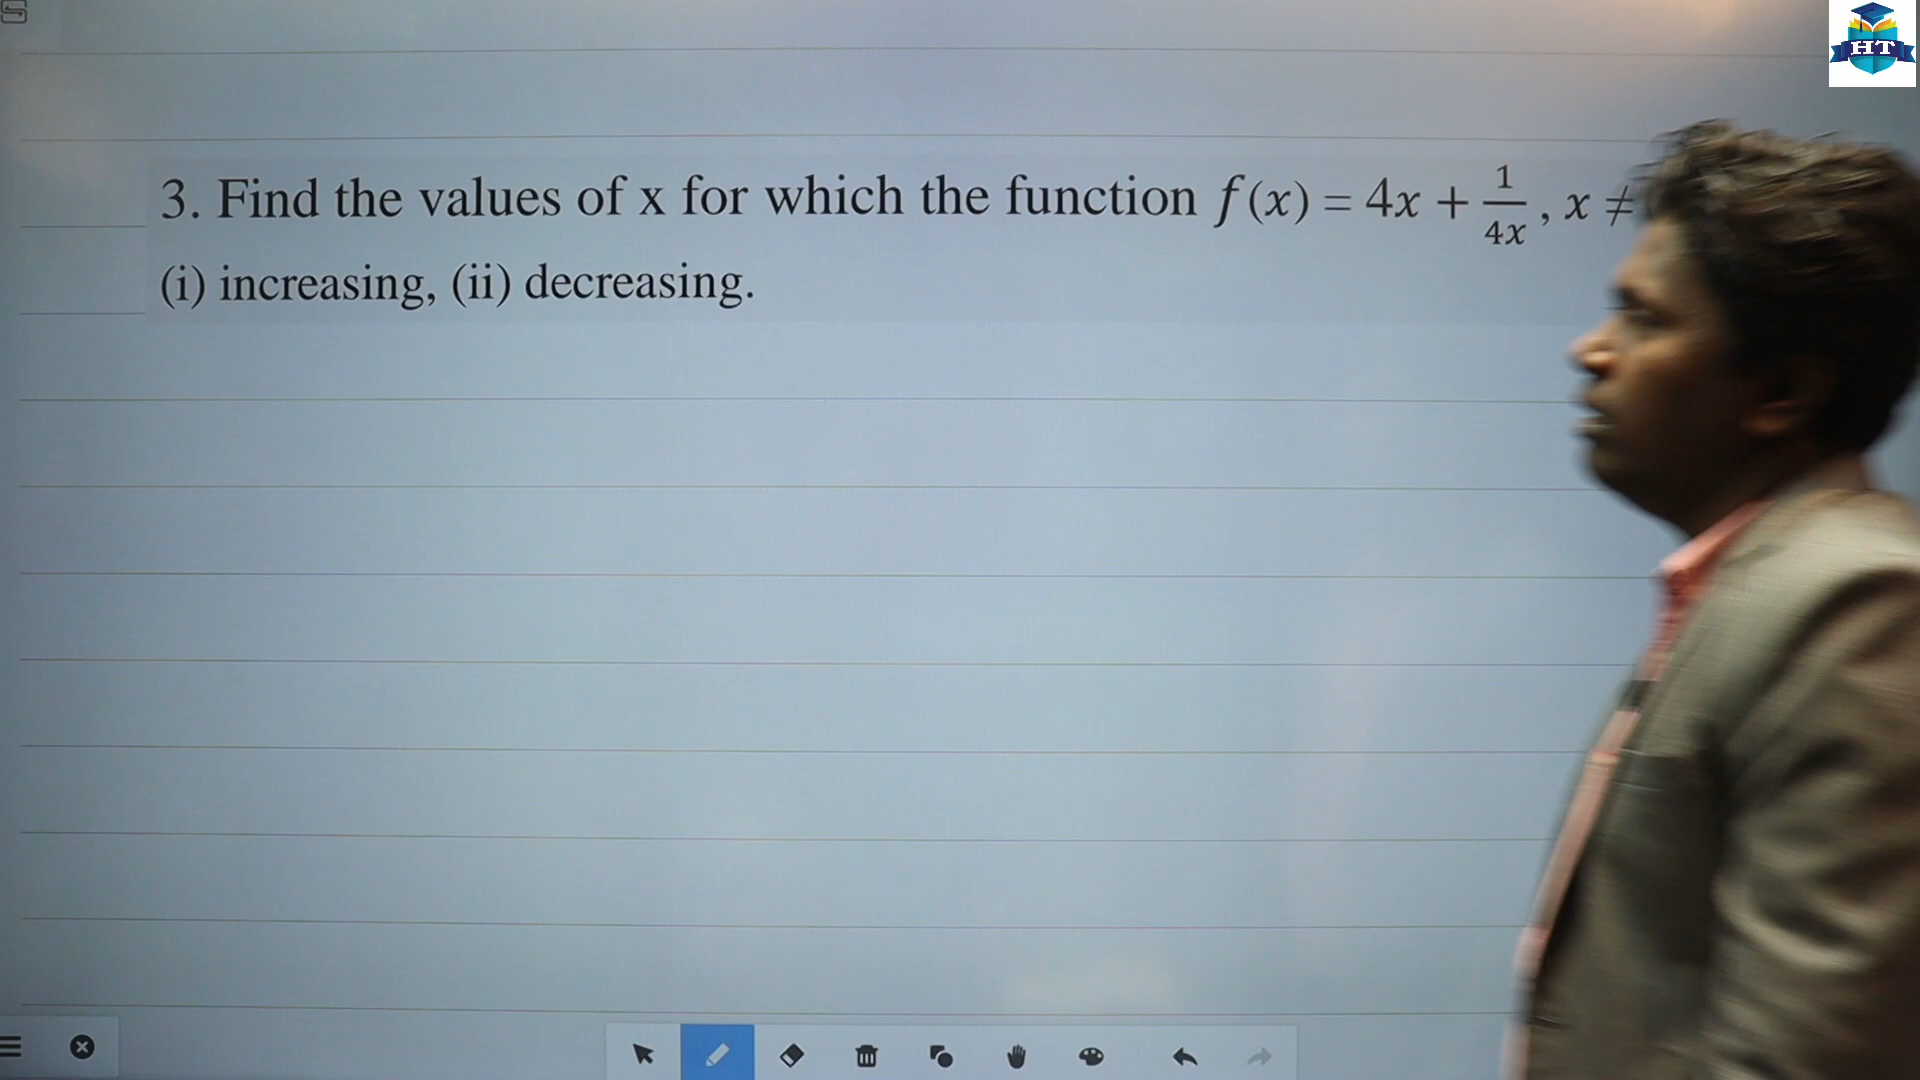 HT
3. Find the values of x for which the function f(x) = 4x + 1/4x , x ≠
(i) increasing, (ii) decreasing.